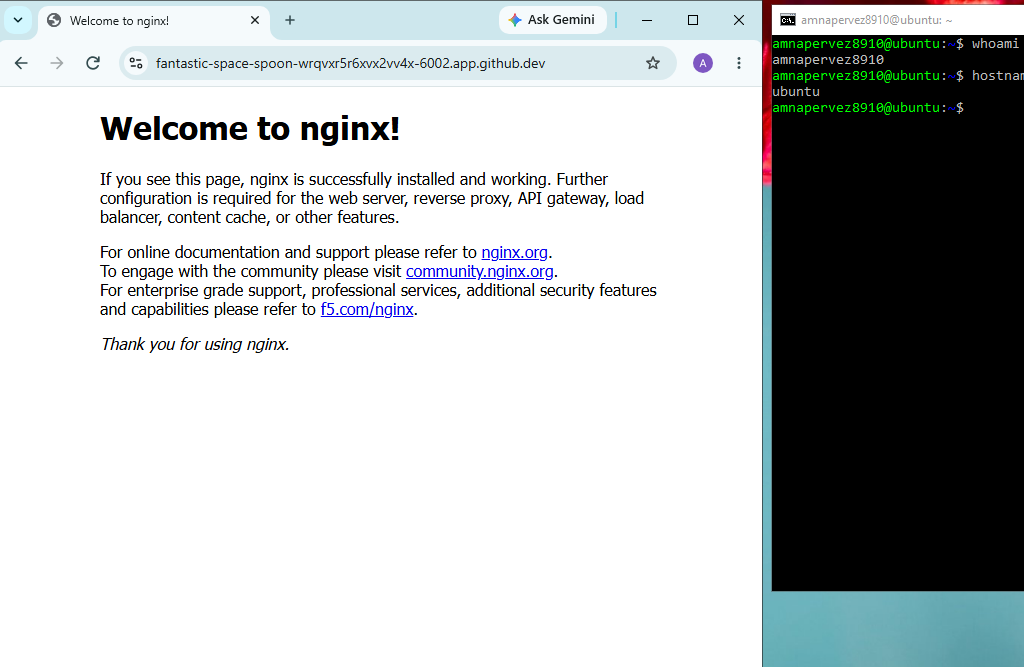 Welcome to nginx!
Ask Gemini
fantastic-space-spoon-wrqvxr5r6xvx2vv4x-6002.app.github.dev
A
Welcome to nginx!
If you see this page, nginx is successfully installed and working. Further
configuration is required for the web server, reverse proxy, API gateway, load
balancer, content cache, or other features.
For online documentation and support please refer to nginx.org.
To engage with the community please visit community.nginx.org.
For enterprise grade support, professional services, additional security features
and capabilities please refer to f5.com/nginx.
Thank you for using nginx.
amnapervez8910@ubuntu: ~
amnapervez8910@ubuntu:~$ whoami
amnapervez8910
amnapervez8910@ubuntu:~$ hostnam
ubuntu
amnapervez8910@ubuntu:~$